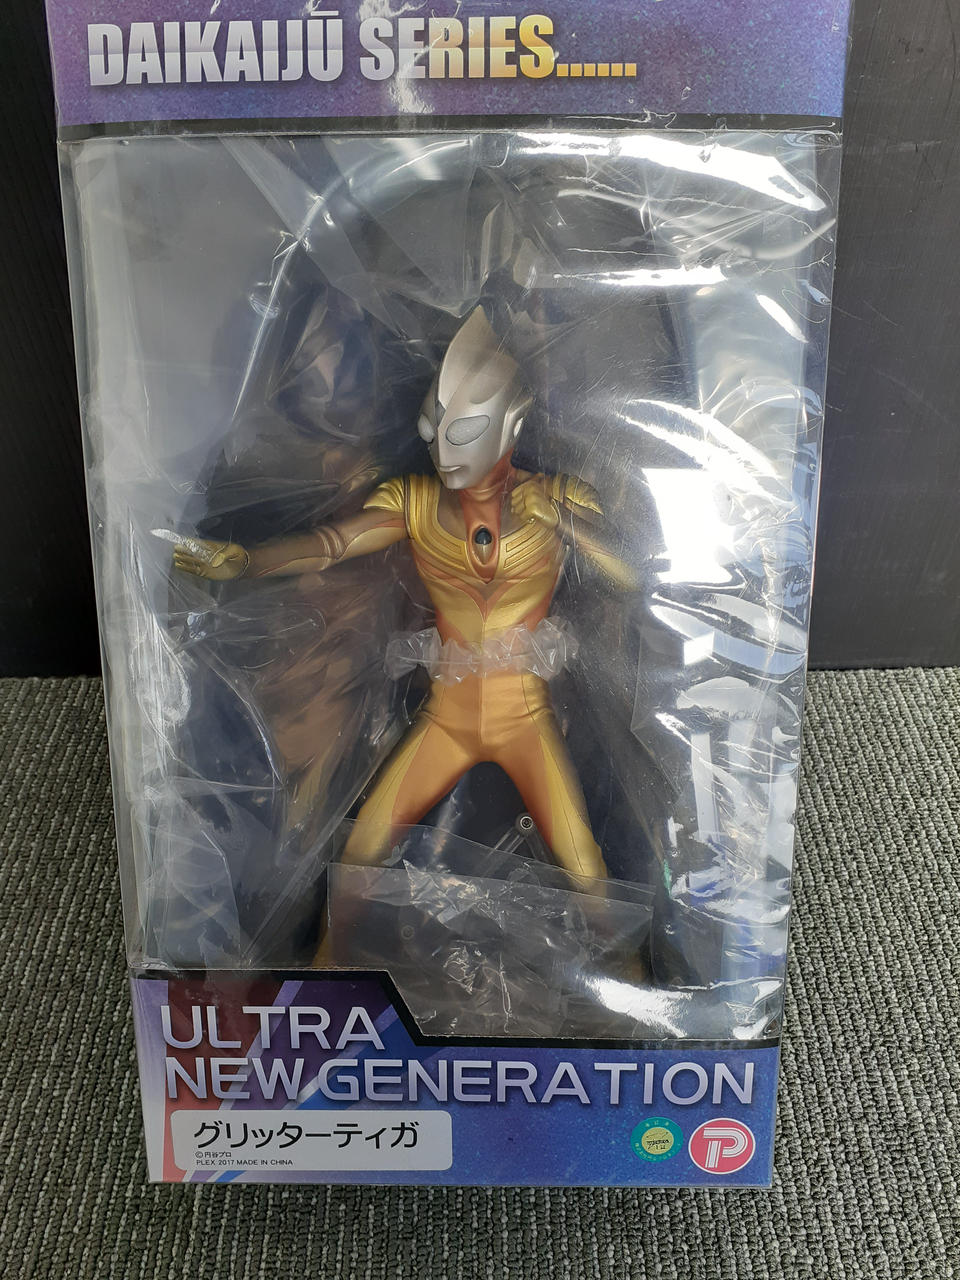 DAIKAIJŪ SERIES......
ULTRA
NEW GENERATION
グリッターティガ
©円谷プロ
PLEX 2017 MADE IN CHINA